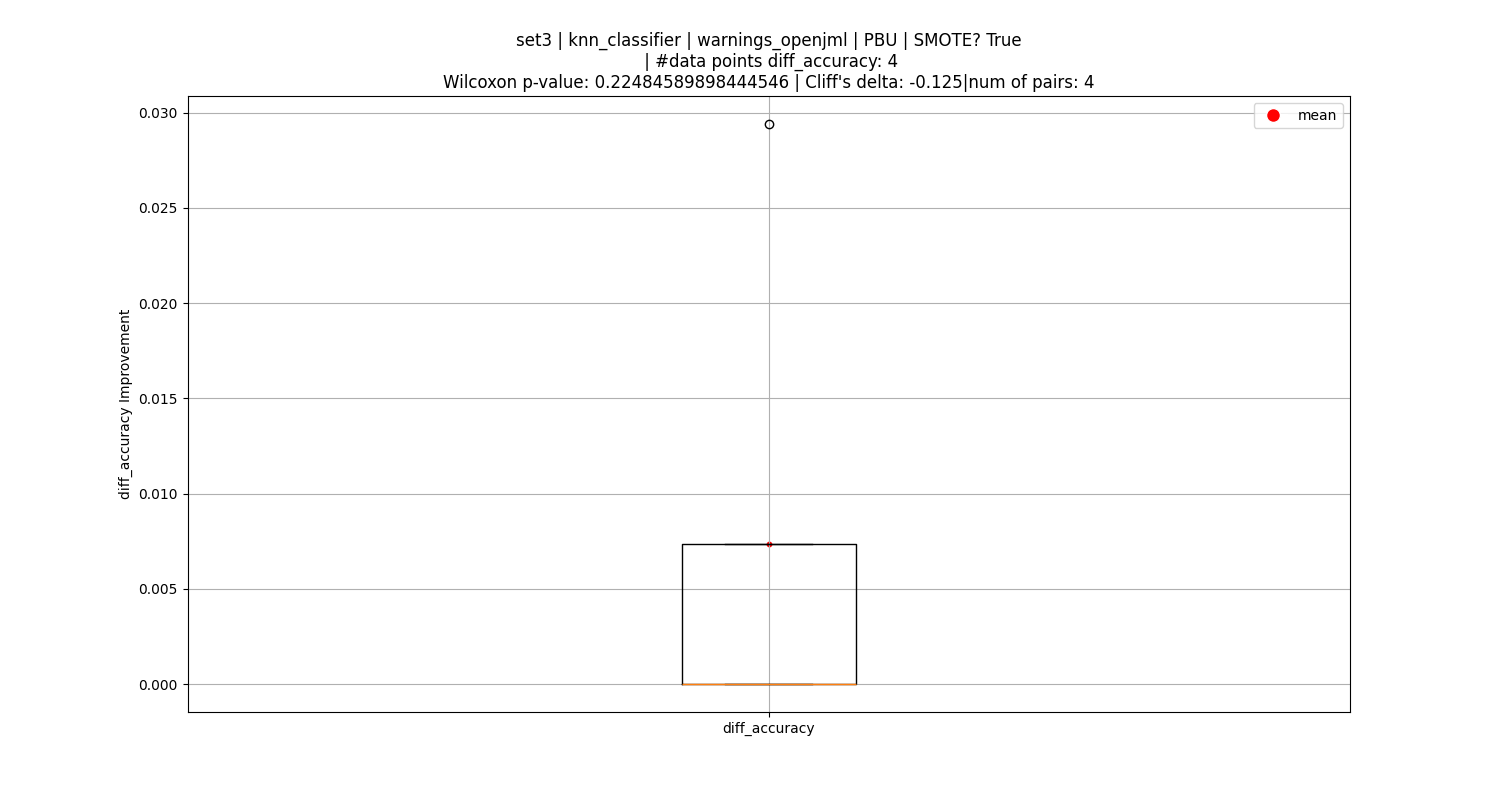 set3 | knn_classifier | warnings_openjml | PBU | SMOTE? True
| #data points diff_accuracy: 4
Wilcoxon p-value: 0.22484589898444546 | Cliff's delta: -0.125|num of pairs: 4
mean
0.030
0.025
0.020
0.015
0.010
0.005
0.000
diff_accuracy Improvement
diff_accuracy